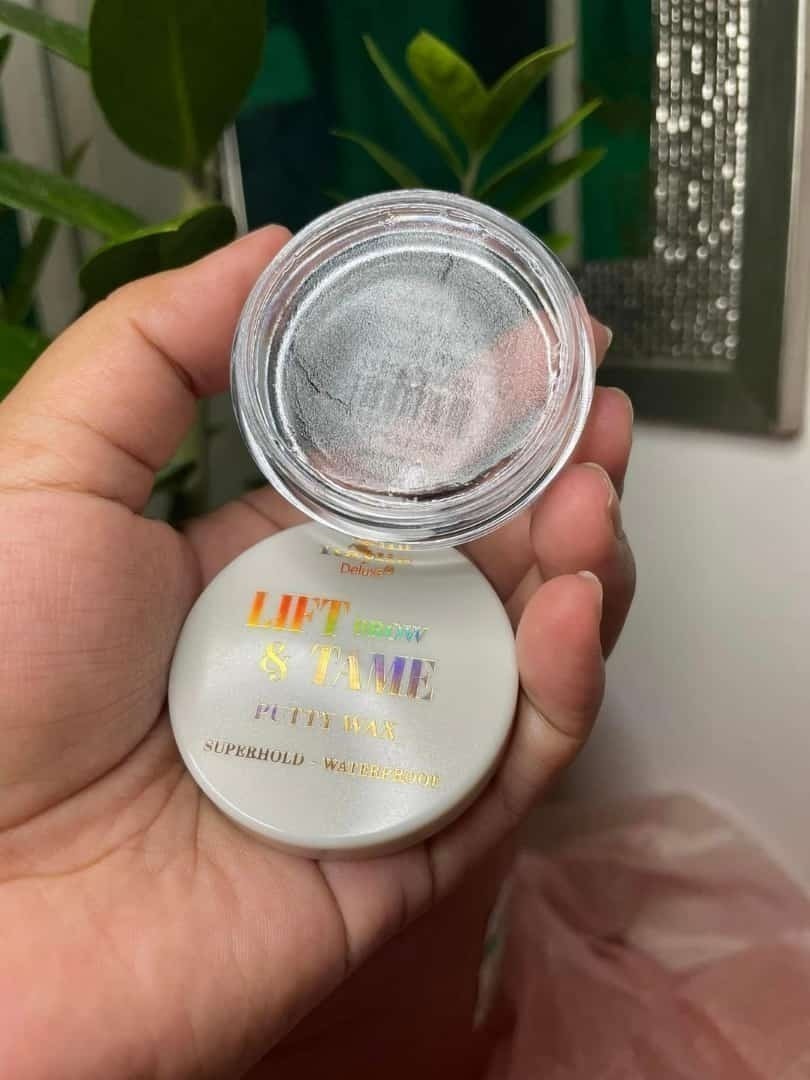 Deluxe®
LIFT BROW
& TAME
PUTTY WAX
SUPERHOLD - WATERPROOF